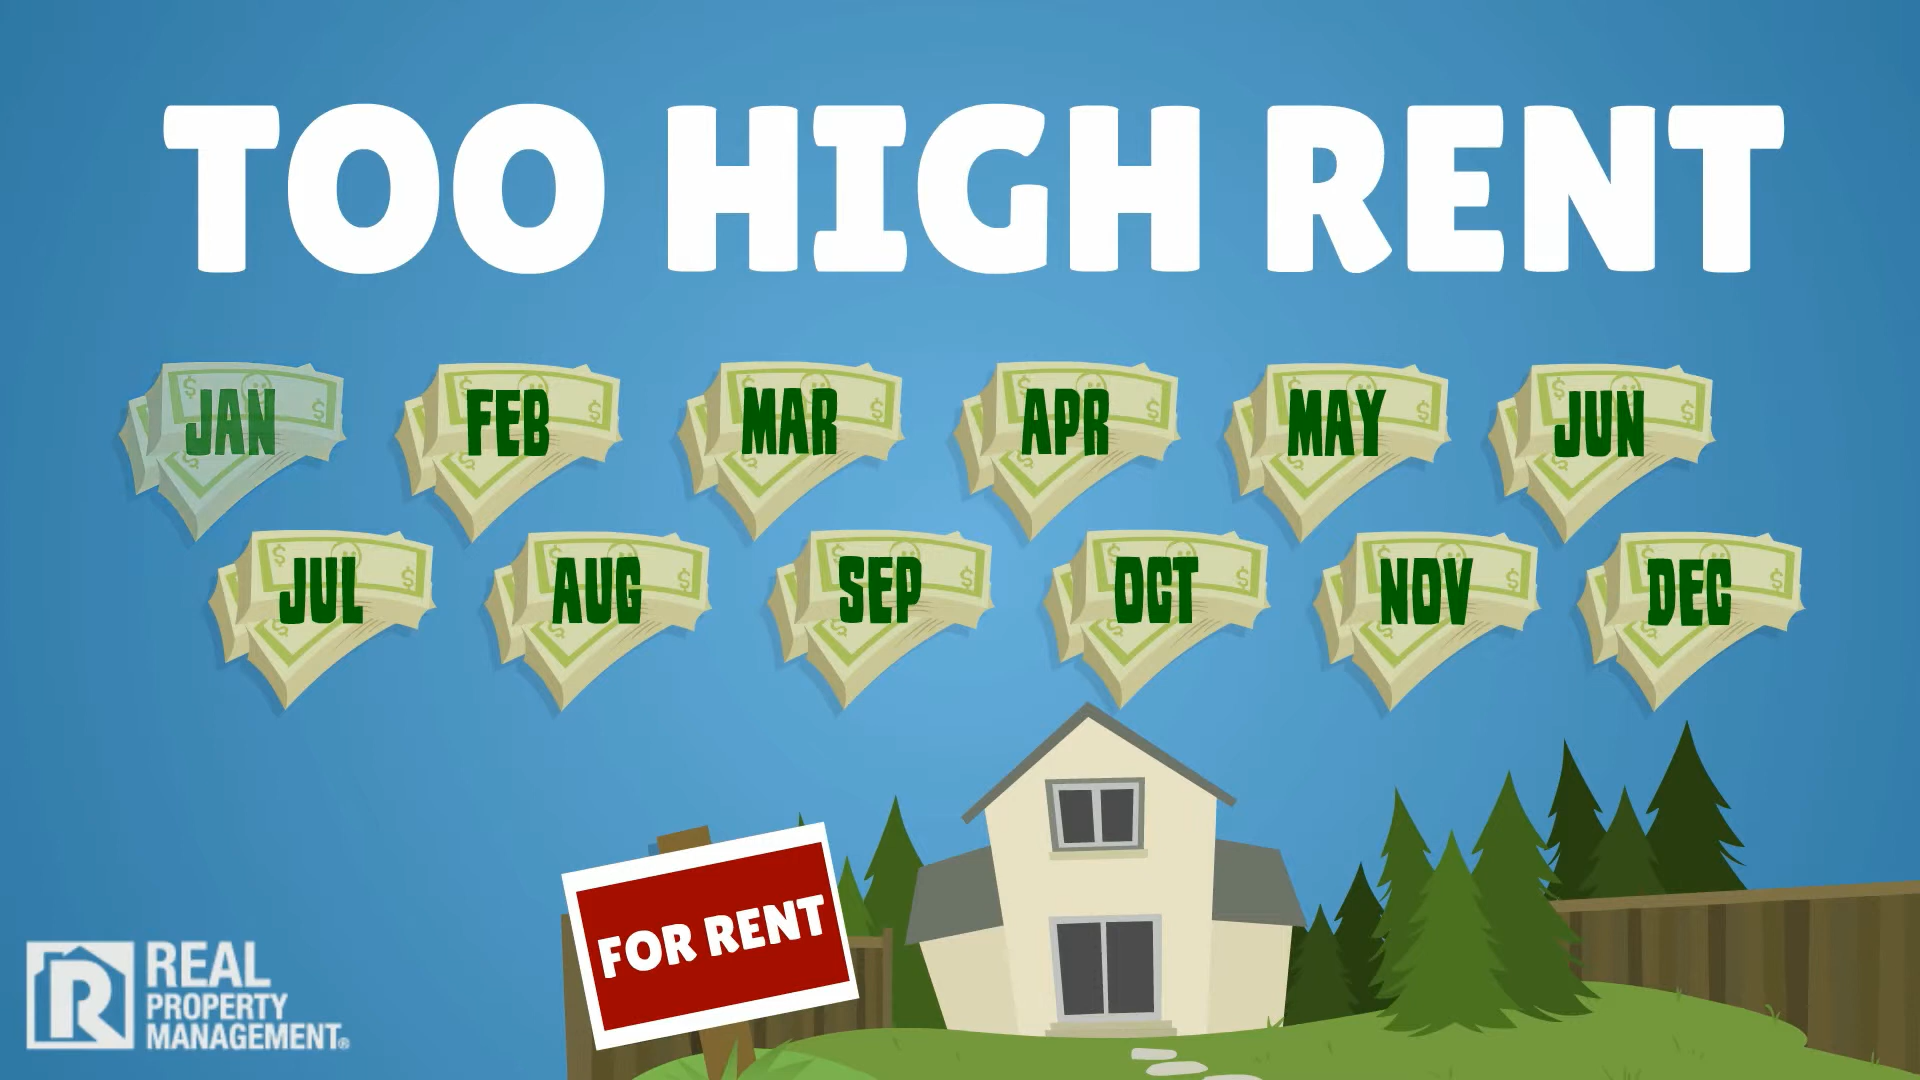 TOO HIGH RENT
JAN FEB MAR APR MAY JUN
JUL AUG SEP OCT NOV DEC
FOR RENT
REAL
PROPERTY
MANAGEMENT®